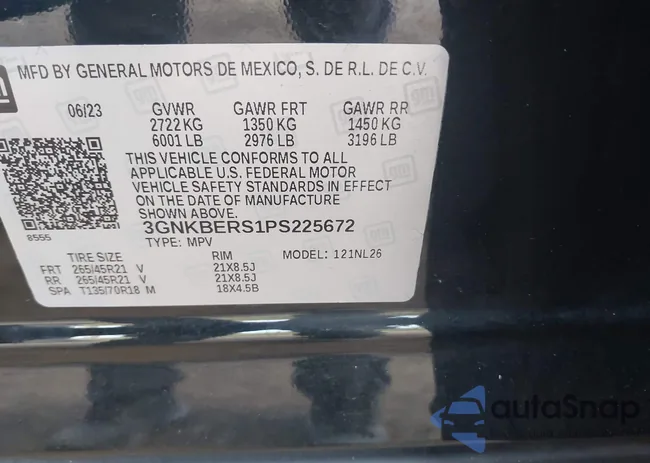 GM
MFD BY GENERAL MOTORS DE MEXICO, S. DE R.L. DE C.V.
06/23 GVWR GAWR FRT GAWR RR
2722 KG 1350 KG 1450 KG
6001 LB 2976 LB 3196 LB
THIS VEHICLE CONFORMS TO ALL
APPLICABLE U.S. FEDERAL MOTOR
VEHICLE SAFETY STANDARDS IN EFFECT
ON THE DATE OF MANUFACTURE
SHOWN ABOVE.
8555
3GNKBERS1PS225672
TYPE: MPV
TIRE SIZE RIM MODEL: 121NL26
FRT 265/45R21 V 21X8.5J
RR 265/45R21 V 21X8.5J
SPA T135/70R18 M 18X4.5B
autoSnap